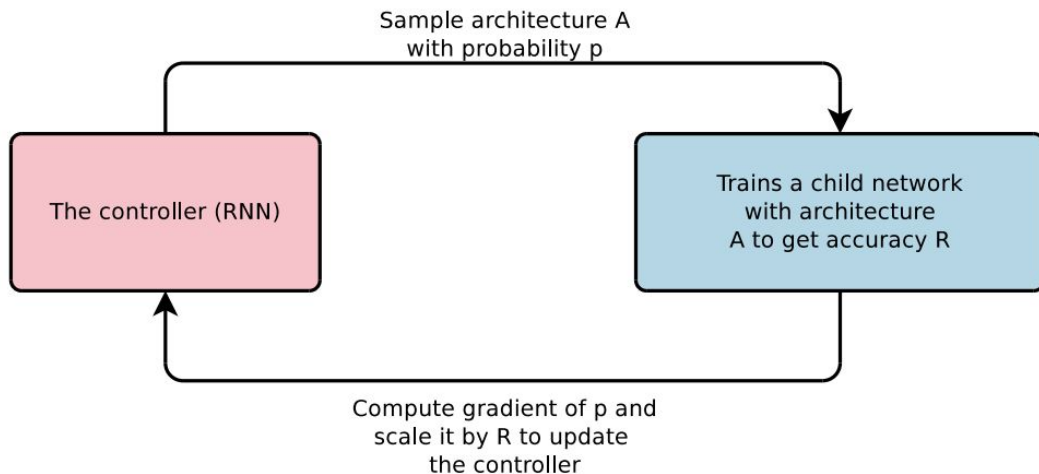 Sample architecture A
with probability p
The controller (RNN)
Trains a child network
with architecture
A to get accuracy R
Compute gradient of p and
scale it by R to update
the controller